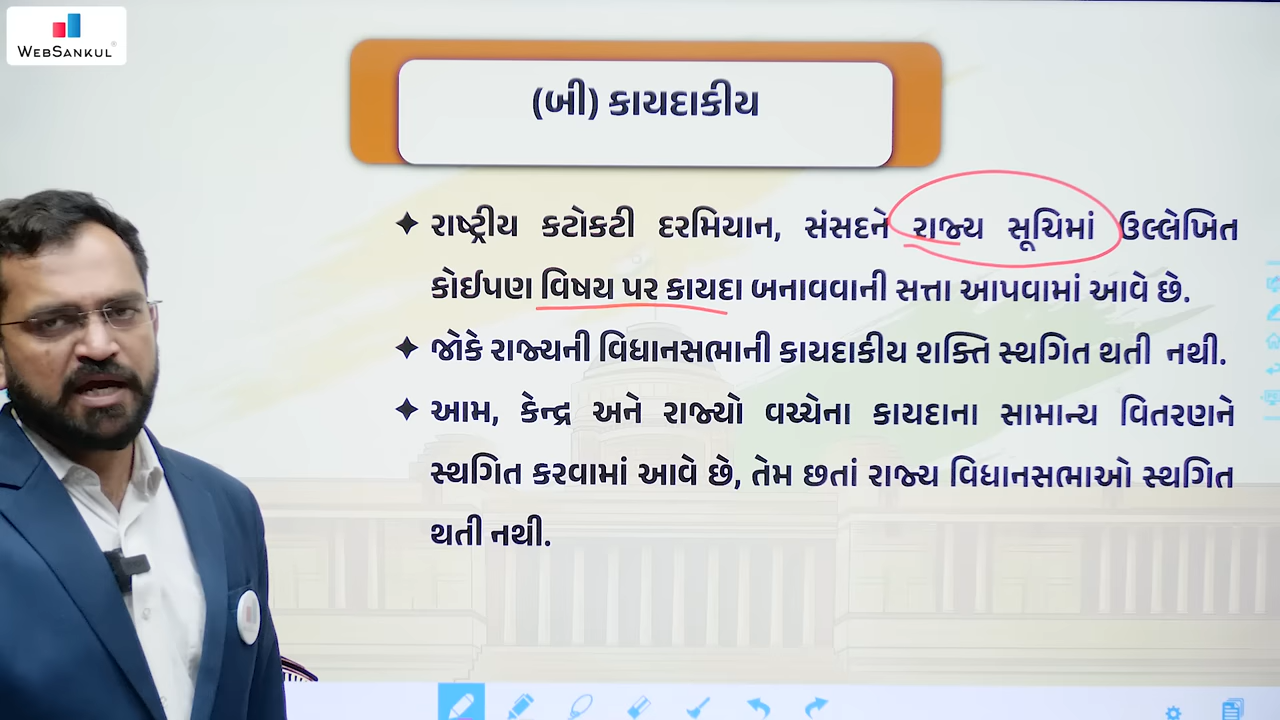 WEBSANKUL
(બી) કાયદાકીય
રાષ્ટ્રીય કટોકટી દરમિયાન, સંસદને રાજ્ય સૂચિમાં ઉલ્લેખિત
કોઈપણ વિષય પર કાયદા બનાવવાની સત્તા આપવામાં આવે છે.
જોકે રાજ્યની વિધાનસભાની કાયદાકીય શક્તિ સ્થગિત થતી નથી.
આમ, કેન્દ્ર અને રાજ્યો વચ્ચેના કાયદાના સામાન્ય વિતરણને
સ્થગિત કરવામાં આવે છે, તેમ છતાં રાજ્ય વિધાનસભાઓ સ્થગિત
થતી નથી.